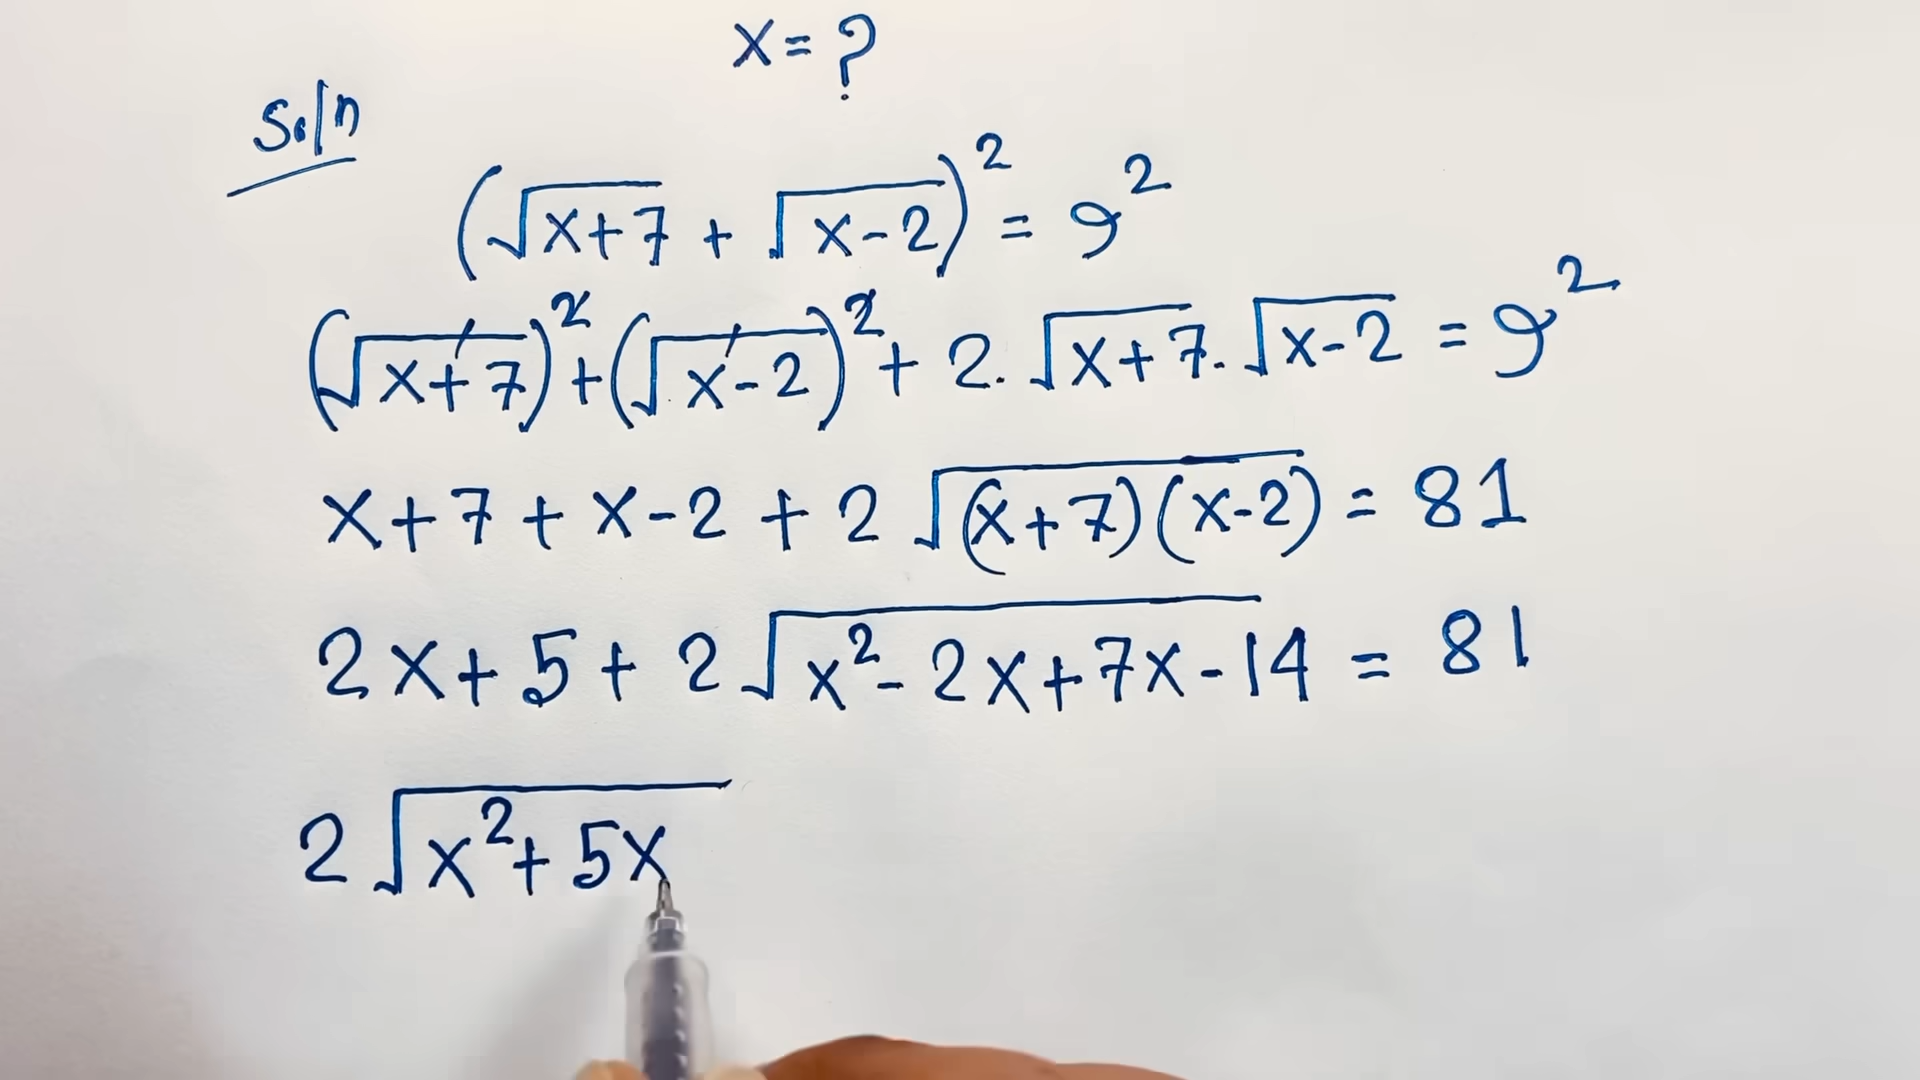 x = ?
Soln
(√x+7 + √x-2)² = 9²
(√x+7)² + (√x-2)² + 2. √x+7 . √x-2 = 9²
x+7 + x-2 + 2 √(x+7)(x-2) = 81
2x + 5 + 2 √x² - 2x + 7x - 14 = 81
2 √x² + 5x